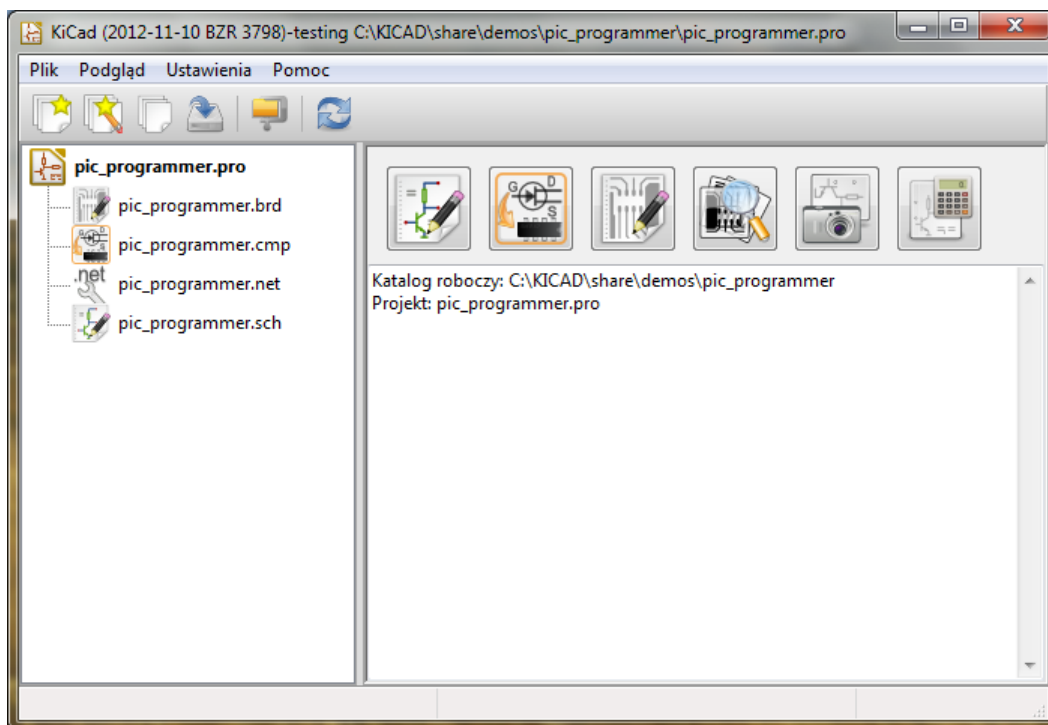 KiCad (2012-11-10 BZR 3798)-testing C:\KICAD\share\demos\pic_programmer\pic_programmer.pro
Plik Podgląd Ustawienia Pomoc
pic_programmer.pro
pic_programmer.brd
pic_programmer.cmp
.net pic_programmer.net
pic_programmer.sch
G D S
Katalog roboczy: C:\KICAD\share\demos\pic_programmer
Projekt: pic_programmer.pro